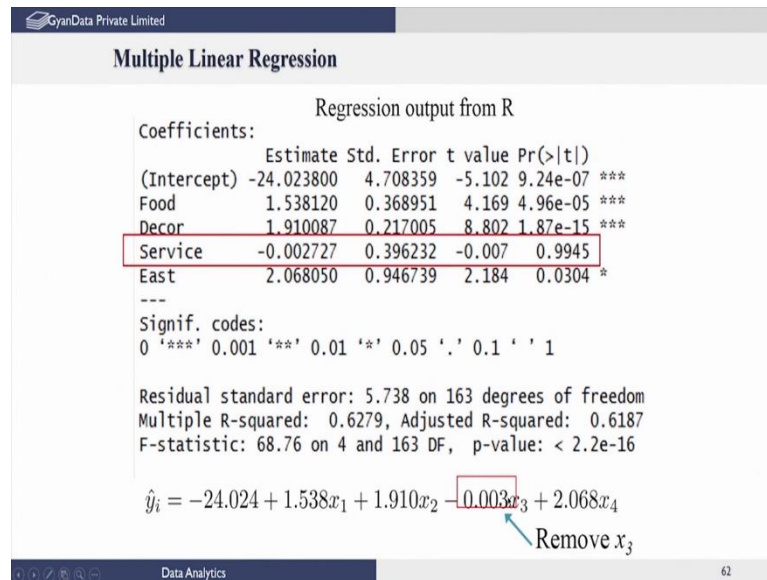 GyanData Private Limited
Multiple Linear Regression
Regression output from R
Coefficients:
Estimate Std. Error t value Pr(>|t|)
(Intercept) -24.023800 4.708359 -5.102 9.24e-07 ***
Food 1.538120 0.368951 4.169 4.96e-05 ***
Decor 1.910087 0.217005 8.802 1.87e-15 ***
Service -0.002727 0.396232 -0.007 0.9945
East 2.068050 0.946739 2.184 0.0304 *
---
Signif. codes:
0 ‘***’ 0.001 ‘**’ 0.01 ‘*’ 0.05 ‘.’ 0.1 ‘ ’ 1
Residual standard error: 5.738 on 163 degrees of freedom
Multiple R-squared: 0.6279, Adjusted R-squared: 0.6187
F-statistic: 68.76 on 4 and 163 DF, p-value: < 2.2e-16
ŷᵢ = −24.024 + 1.538x₁ + 1.910x₂ − 0.003x₃ + 2.068x₄
Remove x₃
Data Analytics 62